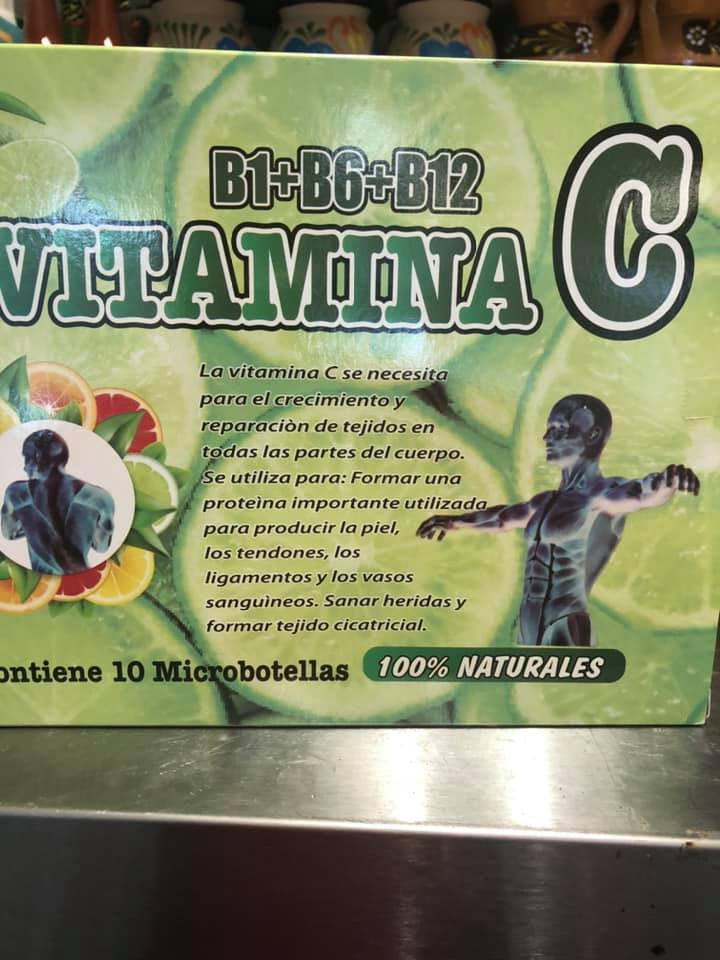 B1+B6+B12
VITAMINA C
La vitamina C se necesita
para el crecimiento y
reparaciòn de tejidos en
todas las partes del cuerpo.
Se utiliza para: Formar una
proteìna importante utilizada
para producir la piel,
los tendones, los
ligamentos y los vasos
sanguìneos. Sanar heridas y
formar tejido cicatricial.
ontiene 10 Microbotellas
100% NATURALES